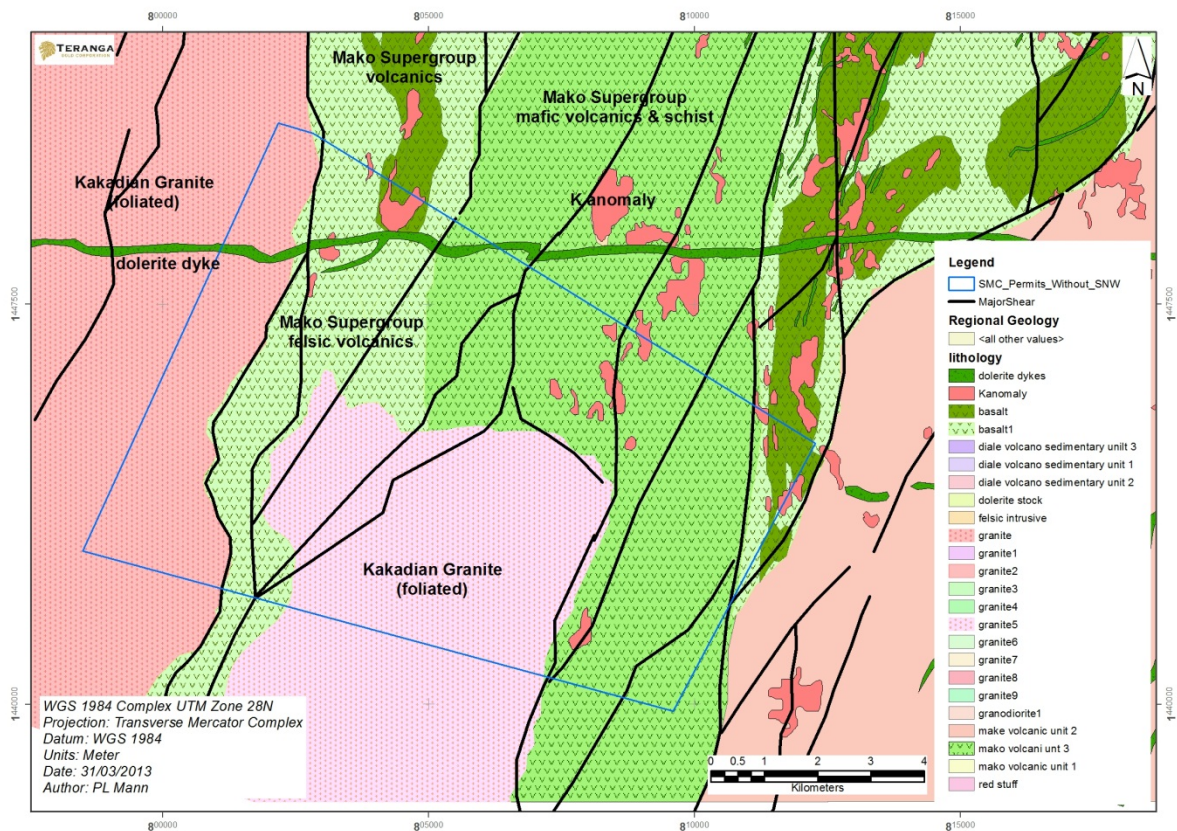 800000 805000 810000 815000
TERANGA
GOLD CORPORATION
N
Mako Supergroup
volcanics
Mako Supergroup
mafic volcanics & schist
Kakadian Granite
(foliated)
K anomaly
dolerite dyke
Mako Supergroup
felsic volcanics
Kakadian Granite
(foliated)
1447500
1447500
1440000
1440000
Legend
SMC_Permits_Without_SNW
MajorShear
Regional Geology
<all other values>
lithology
dolerite dykes
Kanomaly
basalt
basalt1
diale volcano sedimentary unilt 3
diale volcano sedimentary unit 1
diale volcano sedimentary unit 2
dolerite stock
felsic intrusive
granite
granite1
granite2
granite3
granite4
granite5
granite6
granite7
granite8
granite9
granodiorite1
make volcanic unit 2
mako volcani unt 3
mako volcanic unit 1
red stuff
WGS 1984 Complex UTM Zone 28N
Projection: Transverse Mercator Complex
Datum: WGS 1984
Units: Meter
Date: 31/03/2013
Author: PL Mann
0 0.5 1 2 3 4
Kilometers
800000 805000 810000 815000